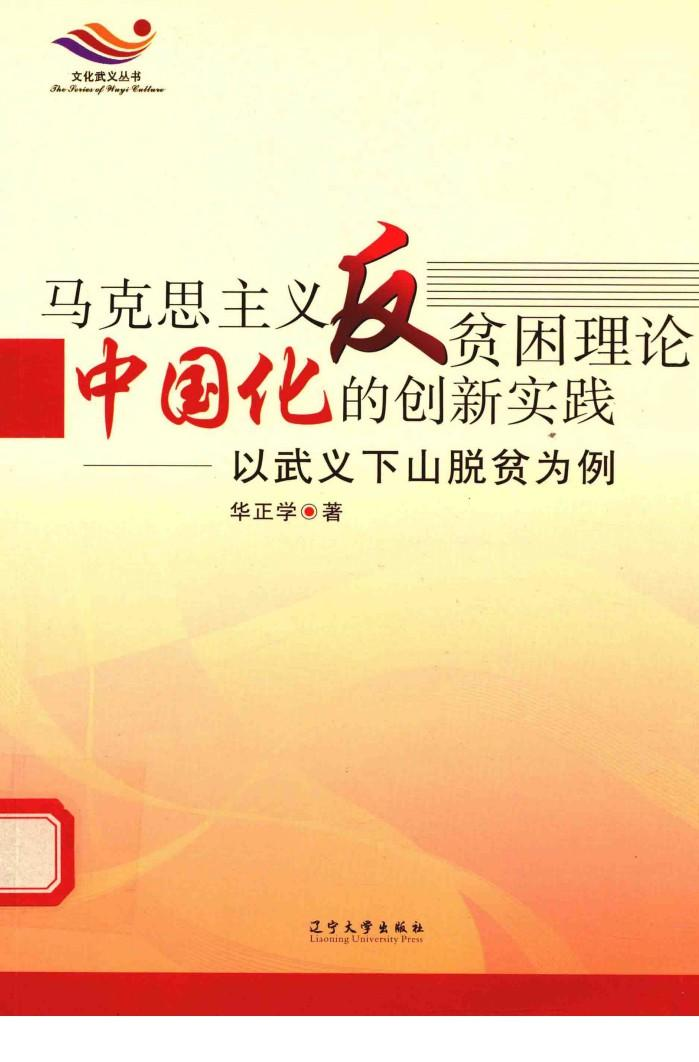 文化武义丛书
The Series of Wuyi Culture
马克思主义反贫困理论
中国化的创新实践
——以武义下山脱贫为例
华正学◉著
辽宁大学出版社
Liaoning University Press